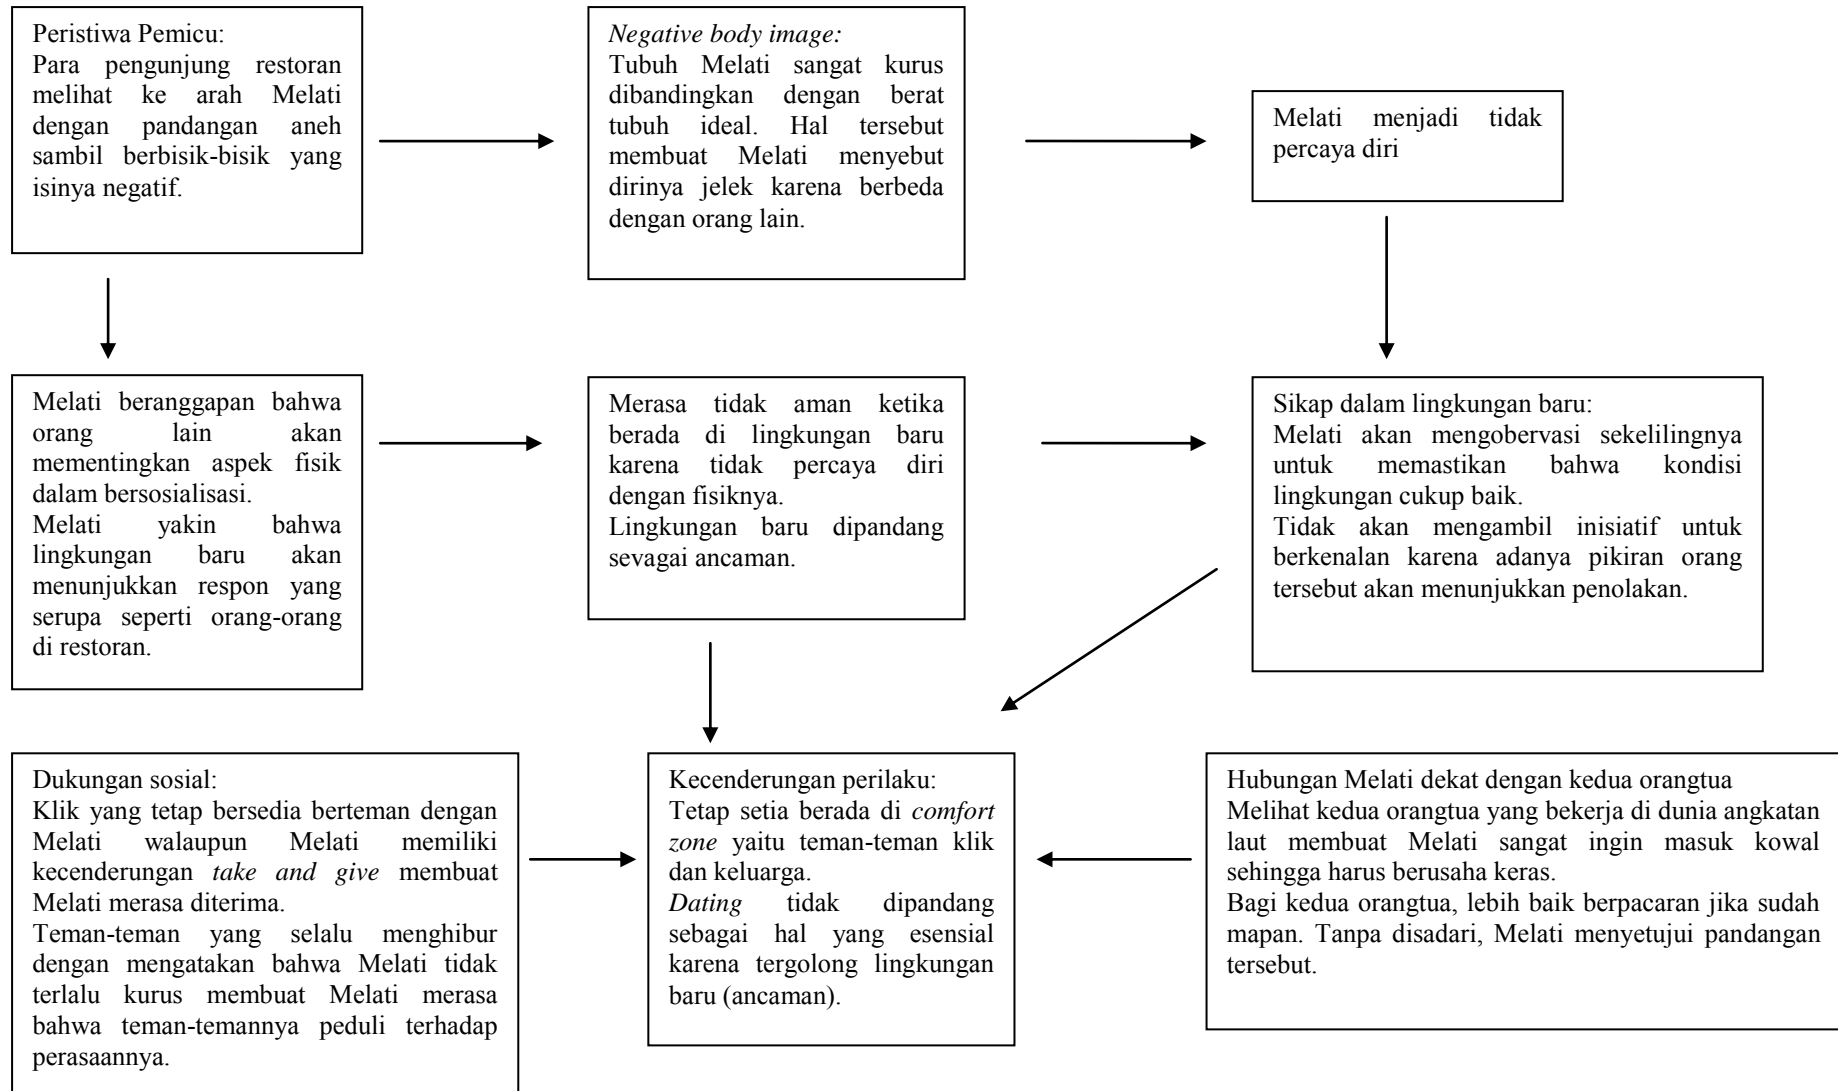 Peristiwa Pemicu:
Para pengunjung restoran
melihat ke arah Melati
dengan pandangan aneh
sambil berbisik-bisik yang
isinya negatif.
Negative body image:
Tubuh Melati sangat kurus
dibandingkan dengan berat
tubuh ideal. Hal tersebut
membuat Melati menyebut
dirinya jelek karena berbeda
dengan orang lain.
Melati menjadi tidak
percaya diri
Melati beranggapan bahwa
orang lain akan
mementingkan aspek fisik
dalam bersosialisasi.
Melati yakin bahwa
lingkungan baru akan
menunjukkan respon yang
serupa seperti orang-orang
di restoran.
Merasa tidak aman ketika
berada di lingkungan baru
karena tidak percaya diri
dengan fisiknya.
Lingkungan baru dipandang
sevagai ancaman.
Sikap dalam lingkungan baru:
Melati akan mengobervasi sekelilingnya
untuk memastikan bahwa kondisi
lingkungan cukup baik.
Tidak akan mengambil inisiatif untuk
berkenalan karena adanya pikiran orang
tersebut akan menunjukkan penolakan.
Dukungan sosial:
Klik yang tetap bersedia berteman dengan
Melati walaupun Melati memiliki
kecenderungan take and give membuat
Melati merasa diterima.
Teman-teman yang selalu menghibur
dengan mengatakan bahwa Melati tidak
terlalu kurus membuat Melati merasa
bahwa teman-temannya peduli terhadap
perasaannya.
Kecenderungan perilaku:
Tetap setia berada di comfort
zone yaitu teman-teman klik
dan keluarga.
Dating tidak dipandang
sebagai hal yang esensial
karena tergolong lingkungan
baru (ancaman).
Hubungan Melati dekat dengan kedua orangtua
Melihat kedua orangtua yang bekerja di dunia angkatan
laut membuat Melati sangat ingin masuk kowal
sehingga harus berusaha keras.
Bagi kedua orangtua, lebih baik berpacaran jika sudah
mapan. Tanpa disadari, Melati menyetujui pandangan
tersebut.